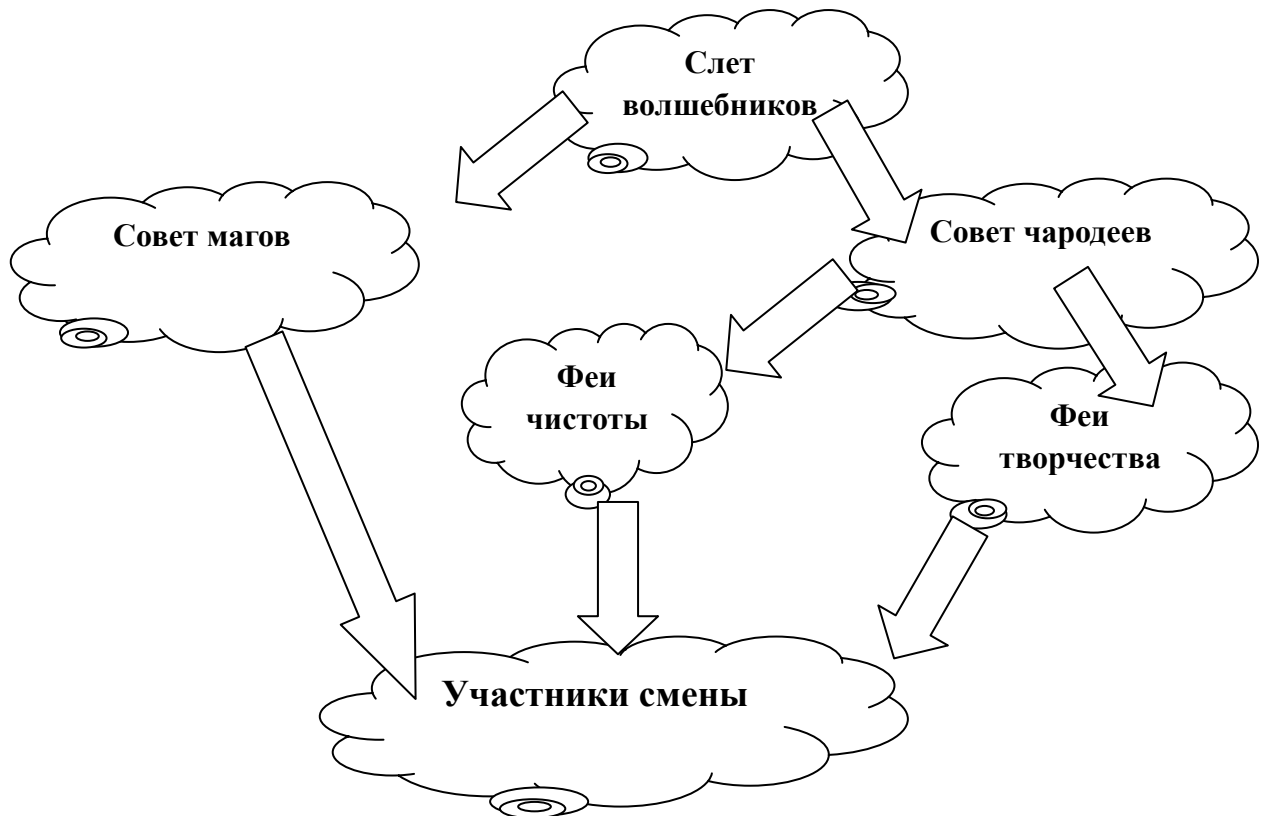 Слет
волшебников
Совет магов
Совет чародеев
Феи
чистоты
Феи
творчества
Участники смены